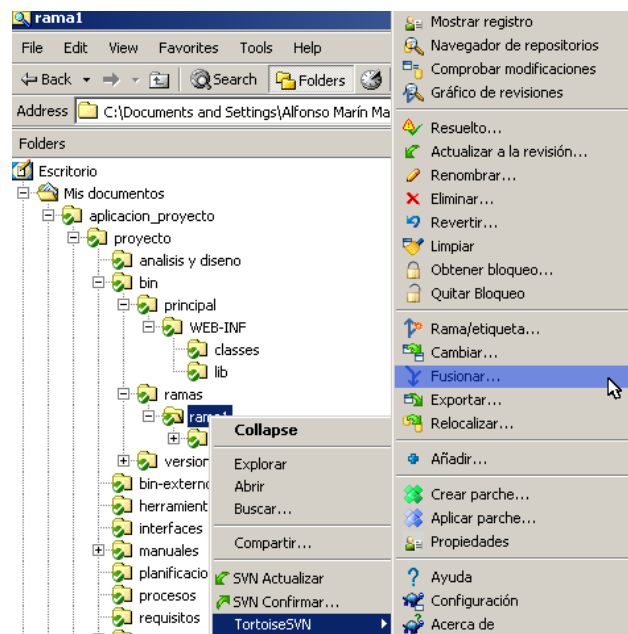 rama1
File Edit View Favorites Tools Help
Back Search Folders
Address C:\Documents and Settings\Alfonso Marín Ma
Folders
Escritorio
Mis documentos
aplicacion_proyecto
proyecto
analisis y diseno
bin
principal
WEB-INF
classes
lib
ramas
rama1
version
bin-externo
herramient
interfaces
manuales
planificacio
procesos
requisitos
Collapse
Explorar
Abrir
Buscar...
Compartir...
SVN Actualizar
SVN Confirmar...
TortoiseSVN
Mostrar registro
Navegador de repositorios
Comprobar modificaciones
Gráfico de revisiones
Resuelto...
Actualizar a la revisión...
Renombrar...
Eliminar...
Revertir...
Limpiar
Obtener bloqueo...
Quitar Bloqueo
Rama/etiqueta...
Cambiar...
Fusionar...
Exportar...
Relocalizar...
Añadir...
Crear parche...
Aplicar parche...
Propiedades
Ayuda
Configuración
Acerca de